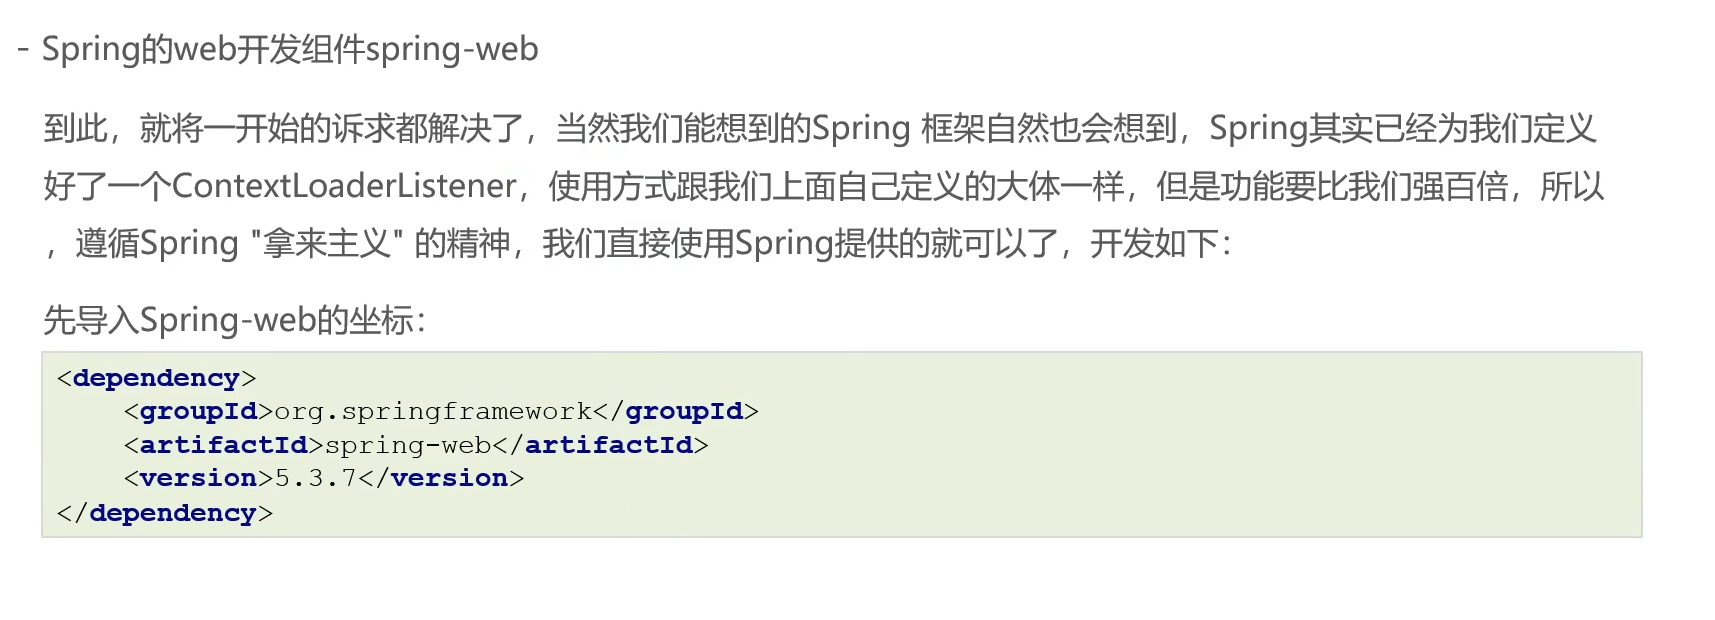 - Spring的web开发组件spring-web
到此，就将一开始的诉求都解决了，当然我们能想到的Spring 框架自然也会想到，Spring其实已经为我们定义
好了一个ContextLoaderListener，使用方式跟我们上面自己定义的大体一样，但是功能要比我们强百倍，所以
，遵循Spring "拿来主义" 的精神，我们直接使用Spring提供的就可以了，开发如下：
先导入Spring-web的坐标：
<dependency>
    <groupId>org.springframework</groupId>
    <artifactId>spring-web</artifactId>
    <version>5.3.7</version>
</dependency>